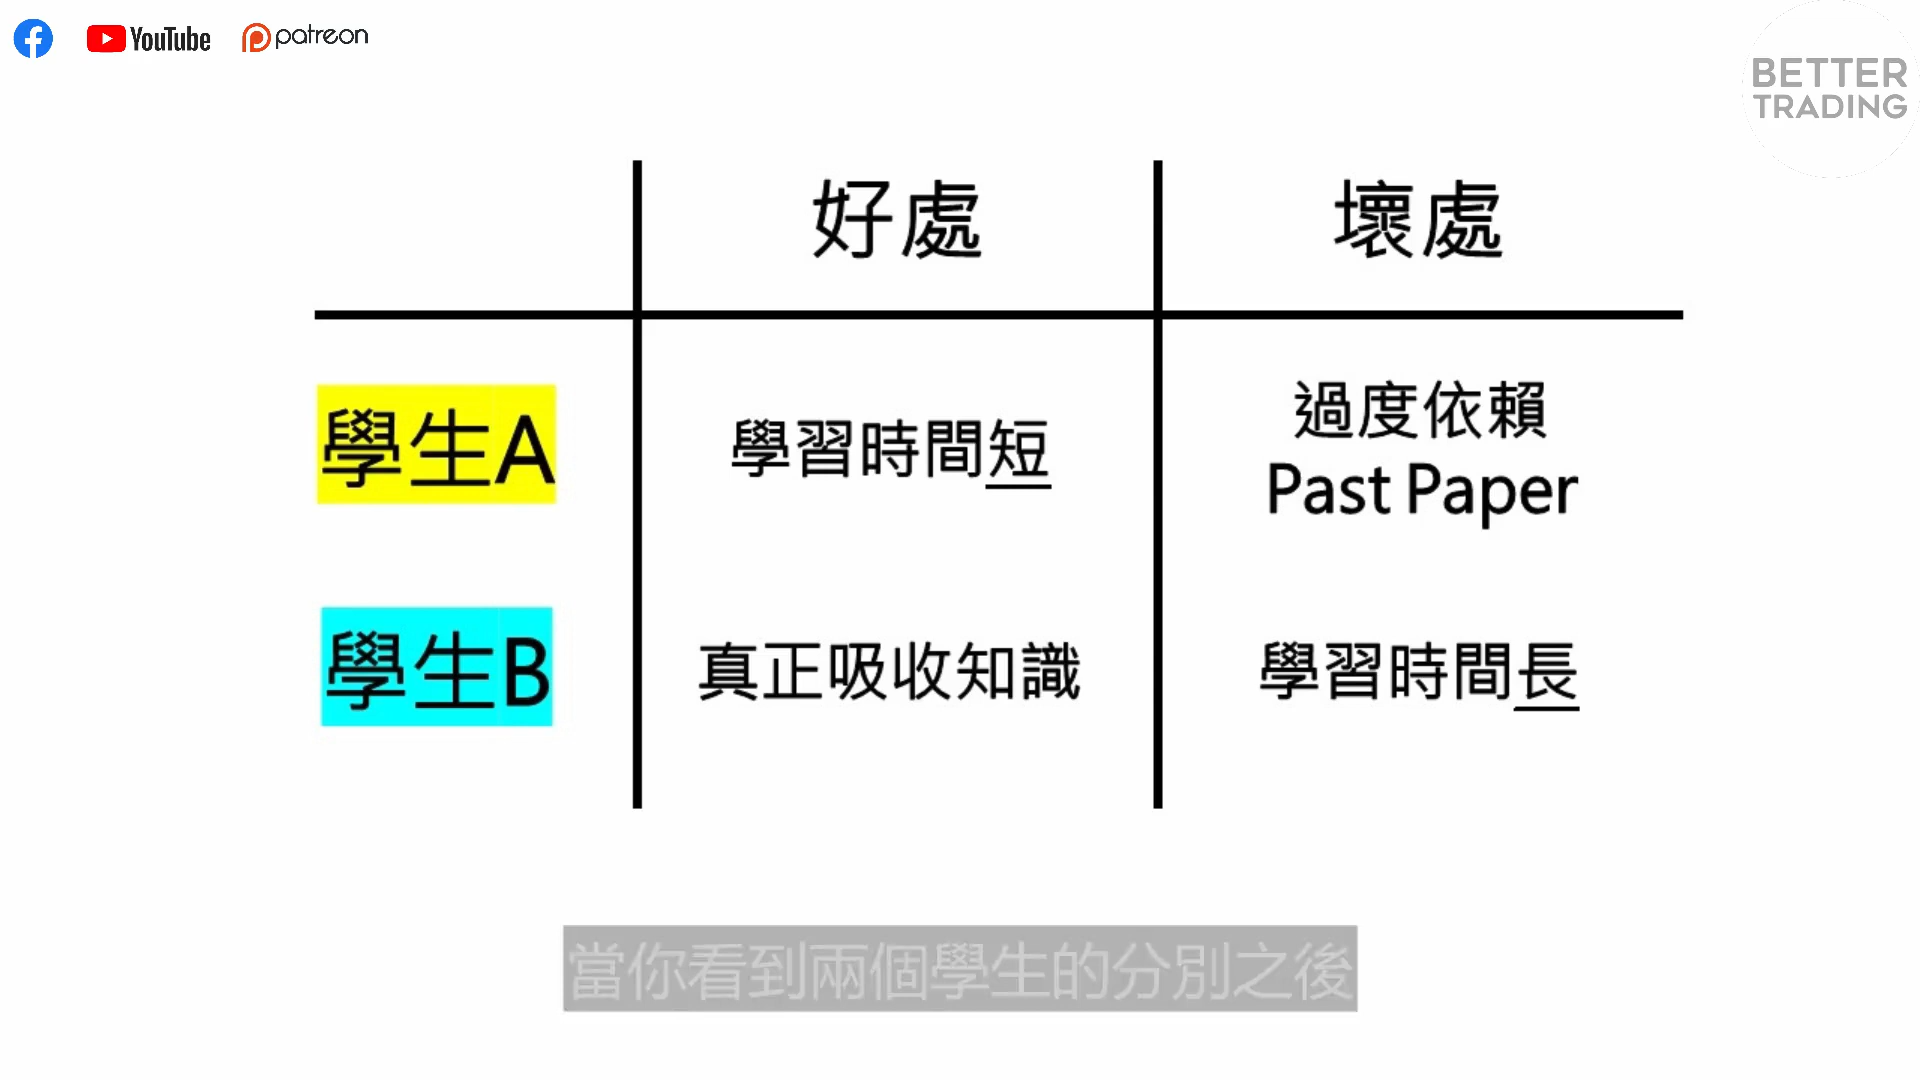 YouTube
patreon
BETTER
TRADING
好處
壞處
學生A
學習時間短
過度依賴
Past Paper
學生B
真正吸收知識
學習時間長
當你看到兩個學生的分別之後